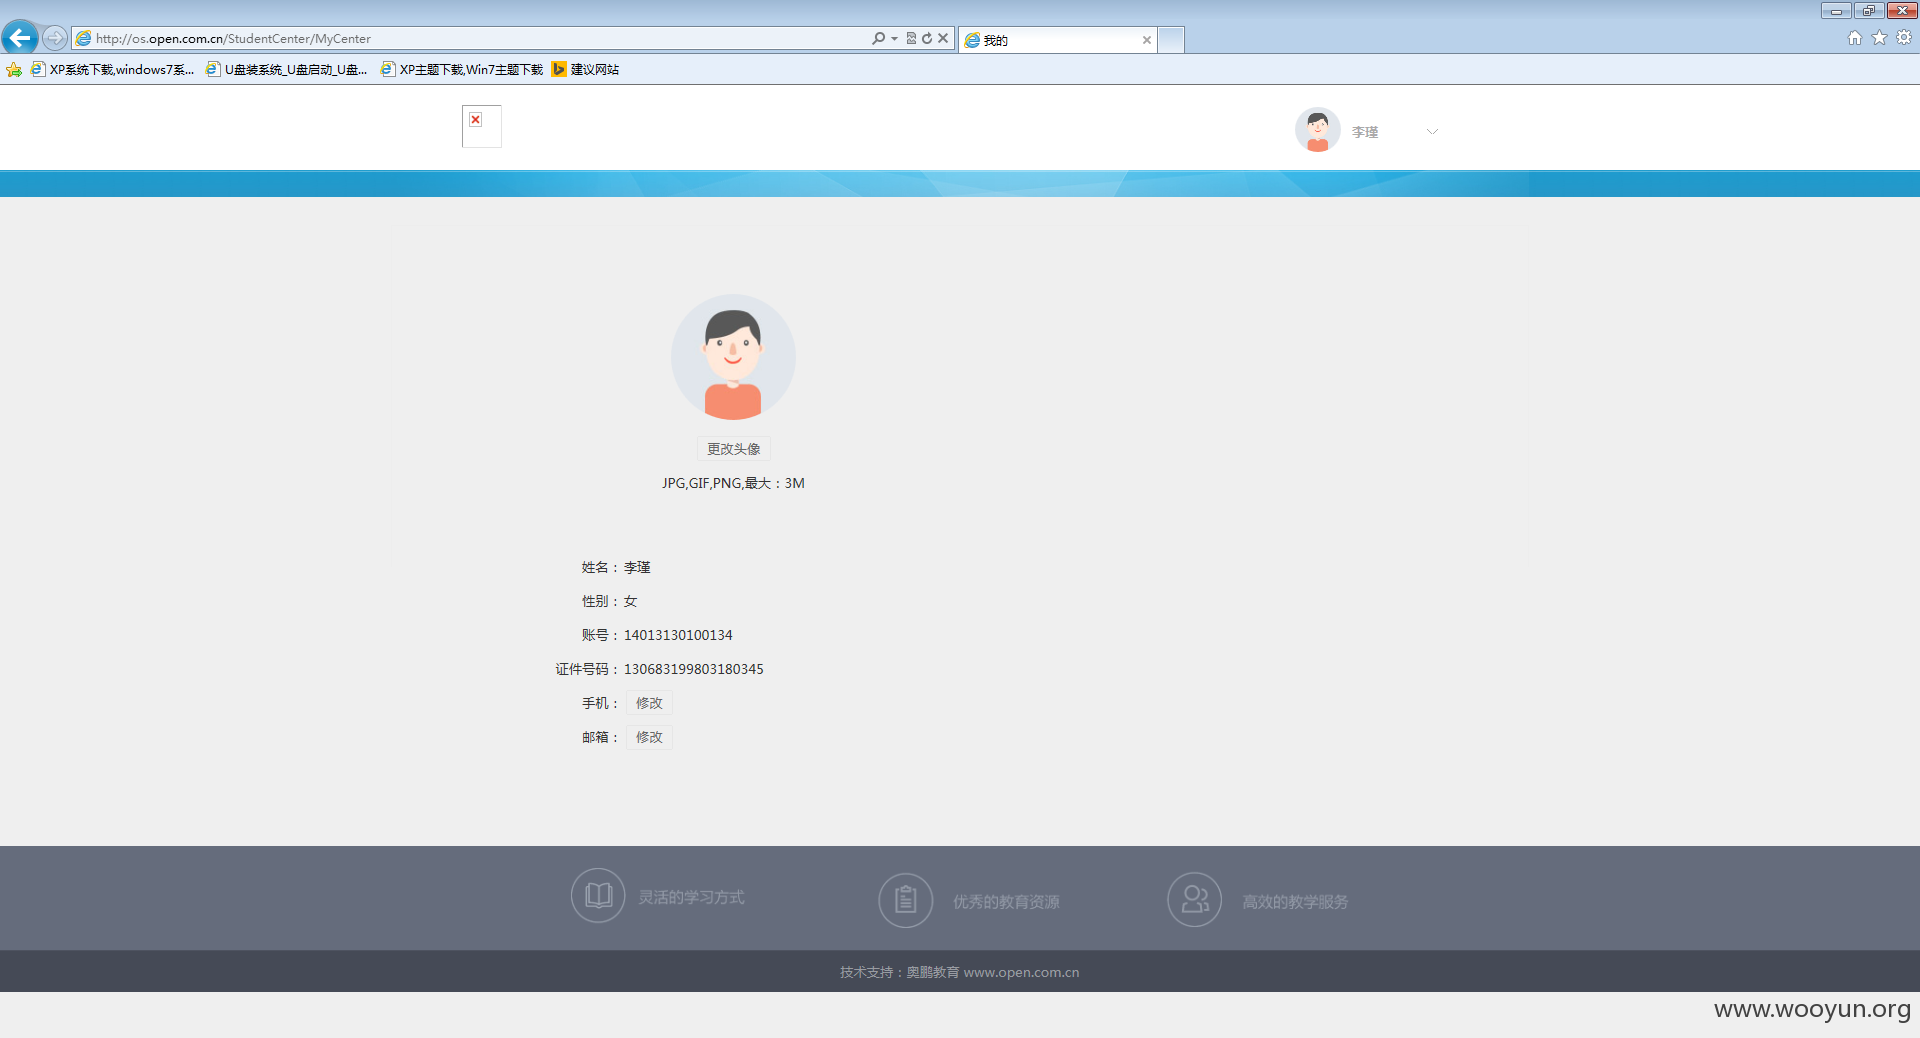 http://os.open.com.cn/StudentCenter/MyCenter
我的
XP系统下载,windows7系...
U盘装系统_U盘启动_U盘...
XP主题下载,Win7主题下载
建议网站
李瑾
更改头像
JPG,GIF,PNG,最大：3M
姓名：李瑾
性别：女
账号：14013130100134
证件号码：130683199803180345
手机：修改
邮箱：修改
灵活的学习方式
优秀的教育资源
高效的教学服务
技术支持：奥鹏教育 www.open.com.cn
www.wooyun.org